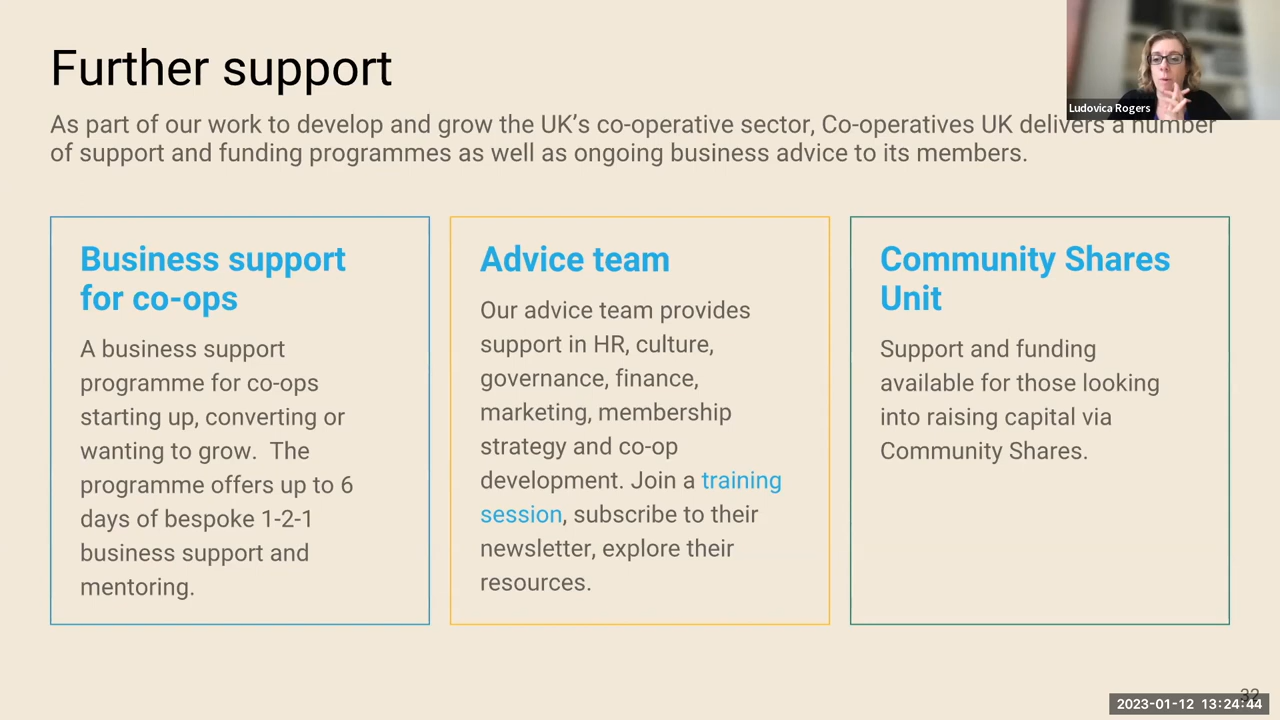 Further support
Ludovica Rogers
As part of our work to develop and grow the UK's co-operative sector, Co-operatives UK delivers a number
of support and funding programmes as well as ongoing business advice to its members.
Business support
for co-ops
A business support
programme for co-ops
starting up, converting or
wanting to grow.  The
programme offers up to 6
days of bespoke 1-2-1
business support and
mentoring.
Advice team
Our advice team provides
support in HR, culture,
governance, finance,
marketing, membership
strategy and co-op
development. Join a training
session, subscribe to their
newsletter, explore their
resources.
Community Shares
Unit
Support and funding
available for those looking
into raising capital via
Community Shares.
32
2023-01-12 13:24:44